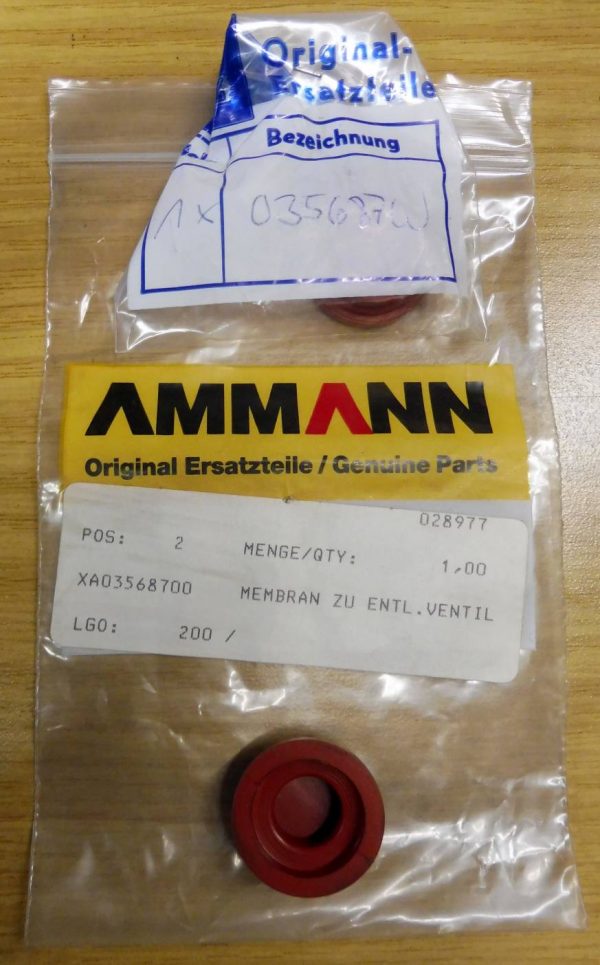 Original-
Ersatzteile
Bezeichnung
1x 03568700
AMMANN
Original Ersatzteile / Genuine Parts
028977
POS: 2 MENGE/QTY: 1,00
XA03568700 MEMBRAN ZU ENTL.VENTIL
LGO: 200 /